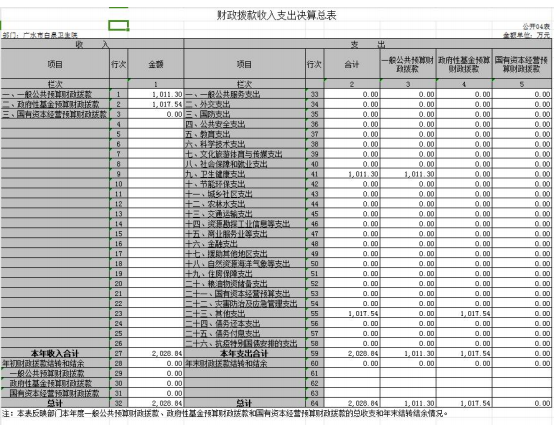 财政拨款收入支出决算总表
公开04表
部门：广水市白泉卫生院 金额单位：万元
收 入 支 出
项目 行次 金额 项目 行次 合计 一般公共预算财政拨款 政府性基金预算财政拨款 国有资本经营预算财政拨款
栏次 1 栏次 2 3 4 5
一、一般公共预算财政拨款 1 1,011.30 一、一般公共服务支出 33 0.00 0.00 0.00 0.00
二、政府性基金预算财政拨款 2 1,017.54 二、外交支出 34 0.00 0.00 0.00 0.00
三、国有资本经营预算财政拨款 3 0.00 三、国防支出 35 0.00 0.00 0.00 0.00
4 四、公共安全支出 36 0.00 0.00 0.00 0.00
5 五、教育支出 37 0.00 0.00 0.00 0.00
6 六、科学技术支出 38 0.00 0.00 0.00 0.00
7 七、文化旅游体育与传媒支出 39 0.00 0.00 0.00 0.00
8 八、社会保障和就业支出 40 0.00 0.00 0.00 0.00
9 九、卫生健康支出 41 1,011.30 1,011.30 0.00 0.00
10 十、节能环保支出 42 0.00 0.00 0.00 0.00
11 十一、城乡社区支出 43 0.00 0.00 0.00 0.00
12 十二、农林水支出 44 0.00 0.00 0.00 0.00
13 十三、交通运输支出 45 0.00 0.00 0.00 0.00
14 十四、资源勘探工业信息等支出 46 0.00 0.00 0.00 0.00
15 十五、商业服务业等支出 47 0.00 0.00 0.00 0.00
16 十六、金融支出 48 0.00 0.00 0.00 0.00
17 十七、援助其他地区支出 49 0.00 0.00 0.00 0.00
18 十八、自然资源海洋气象等支出 50 0.00 0.00 0.00 0.00
19 十九、住房保障支出 51 0.00 0.00 0.00 0.00
20 二十、粮油物资储备支出 52 0.00 0.00 0.00 0.00
21 二十一、国有资本经营预算支出 53 0.00 0.00 0.00 0.00
22 二十二、灾害防治及应急管理支出 54 0.00 0.00 0.00 0.00
23 二十三、其他支出 55 1,017.54 0.00 1,017.54 0.00
24 二十四、债务还本支出 56 0.00 0.00 0.00 0.00
25 二十五、债务付息支出 57 0.00 0.00 0.00 0.00
26 二十六、抗疫特别国债安排的支出 58 0.00 0.00 0.00 0.00
本年收入合计 27 2,028.84 本年支出合计 59 2,028.84 1,011.30 1,017.54 0.00
年初财政拨款结转和结余 28 0.00 年末财政拨款结转和结余 60 0.00 0.00 0.00 0.00
一般公共预算财政拨款 29 0.00 61
政府性基金预算财政拨款 30 0.00 62
国有资本经营预算财政拨款 31 0.00 63
总计 32 2,028.84 总计 64 2,028.84 1,011.30 1,017.54 0.00
注：本表反映部门本年度一般公共预算财政拨款、政府性基金预算财政拨款和国有资本经营预算财政拨款的总收支和年末结转结余情况。